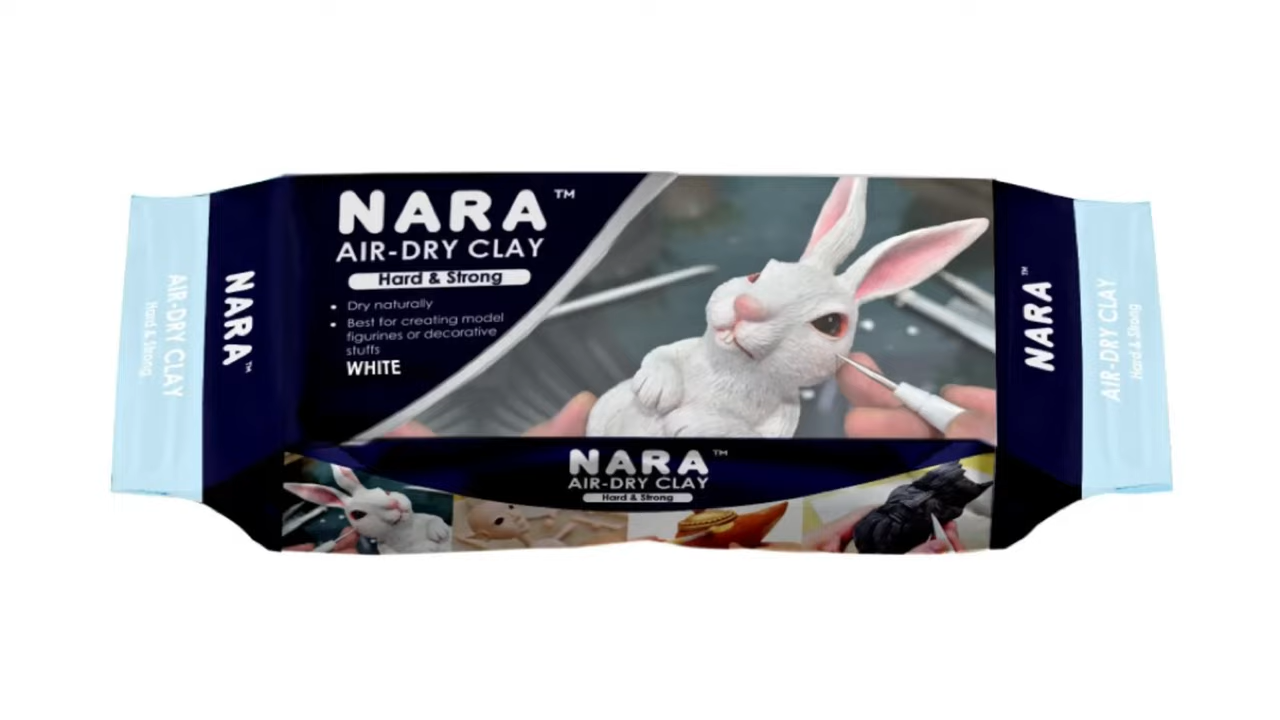 NARA™
AIR-DRY CLAY
Hard & Strong
• Dry naturally
• Best for creating model
figurines or decorative
stuffs
WHITE
NARA™
AIR-DRY CLAY
Hard & Strong
NARA™
AIR-DRY CLAY
Hard & Strong
NARA™
AIR-DRY CLAY
Hard & Strong